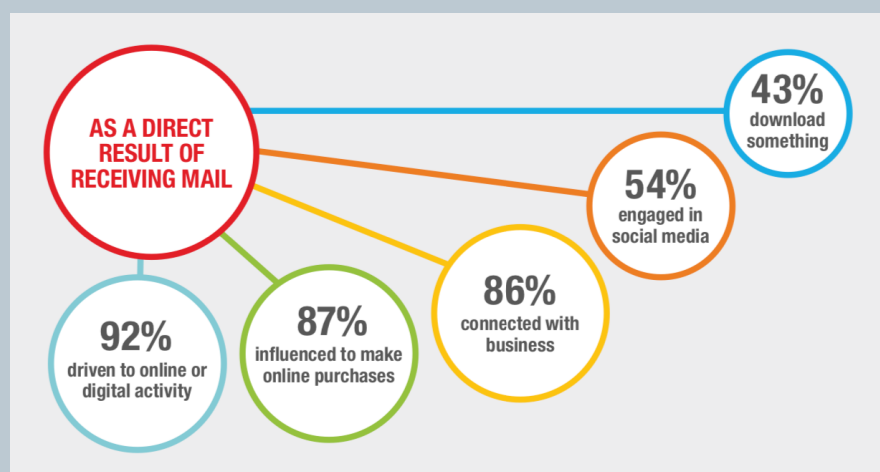 AS A DIRECT
RESULT OF
RECEIVING MAIL
43%
download
something
54%
engaged in
social media
86%
connected with
business
87%
influenced to make
online purchases
92%
driven to online or
digital activity